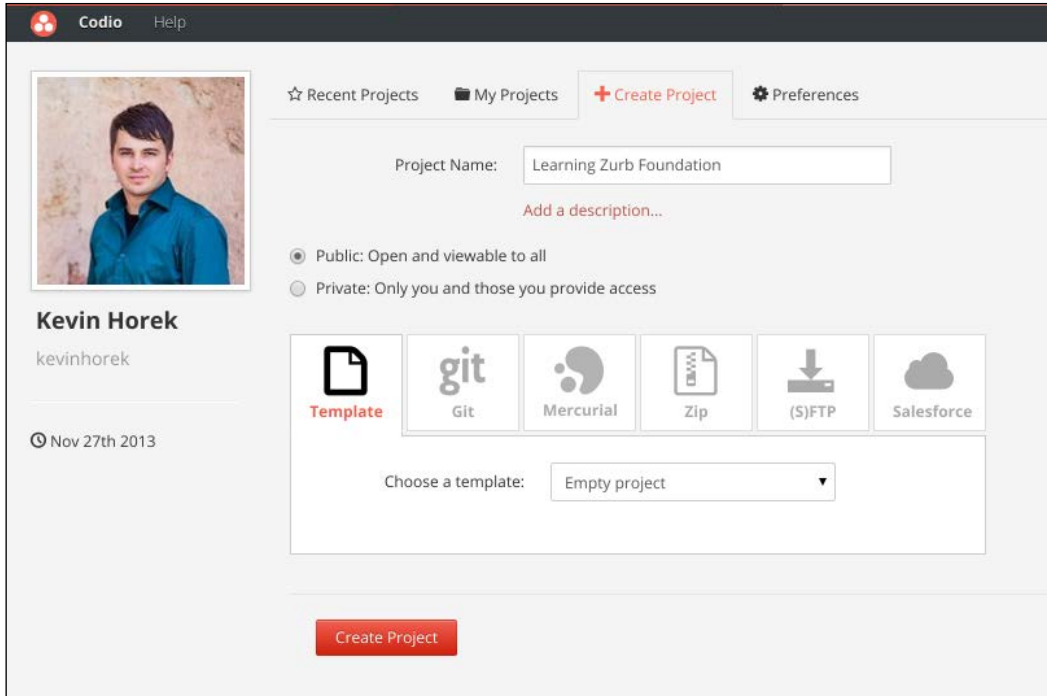 Codio Help
Recent Projects My Projects Create Project Preferences
Project Name: Learning Zurb Foundation
Add a description...
Public: Open and viewable to all
Private: Only you and those you provide access
Kevin Horek
kevinhorek
Nov 27th 2013
git
Template Git Mercurial Zip (S)FTP Salesforce
Choose a template: Empty project
Create Project